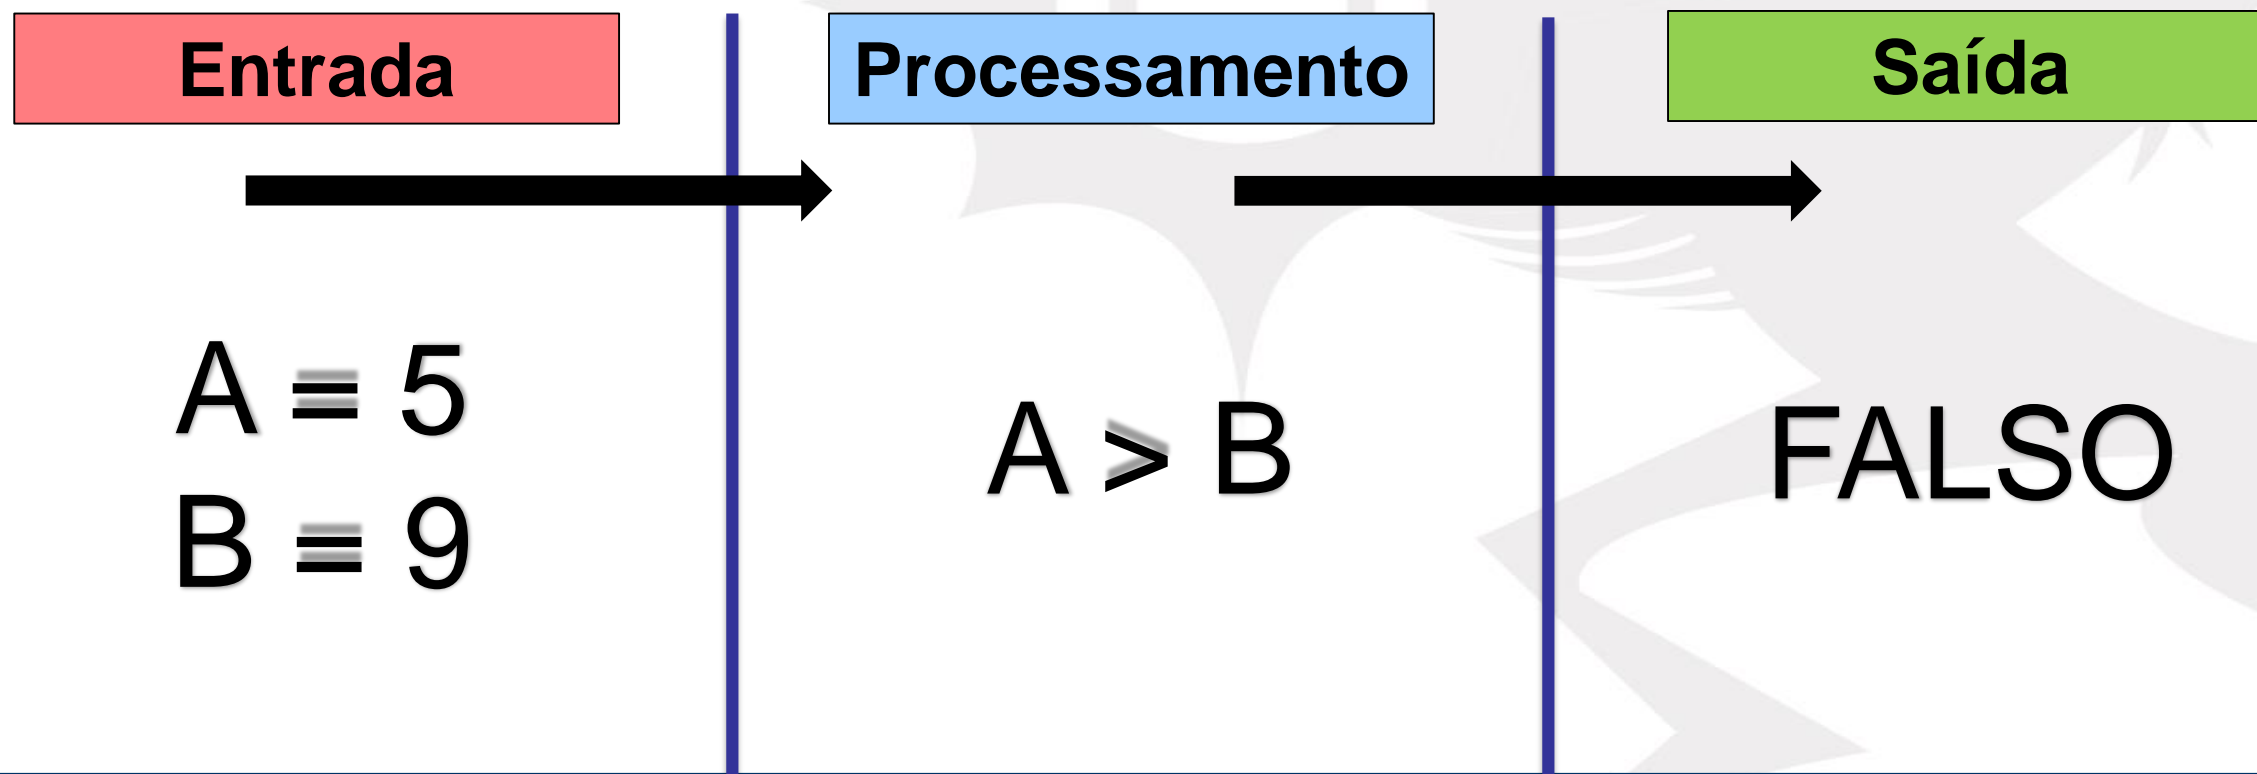 Entrada
Processamento
Saída
A = 5
B = 9
A > B
FALSO